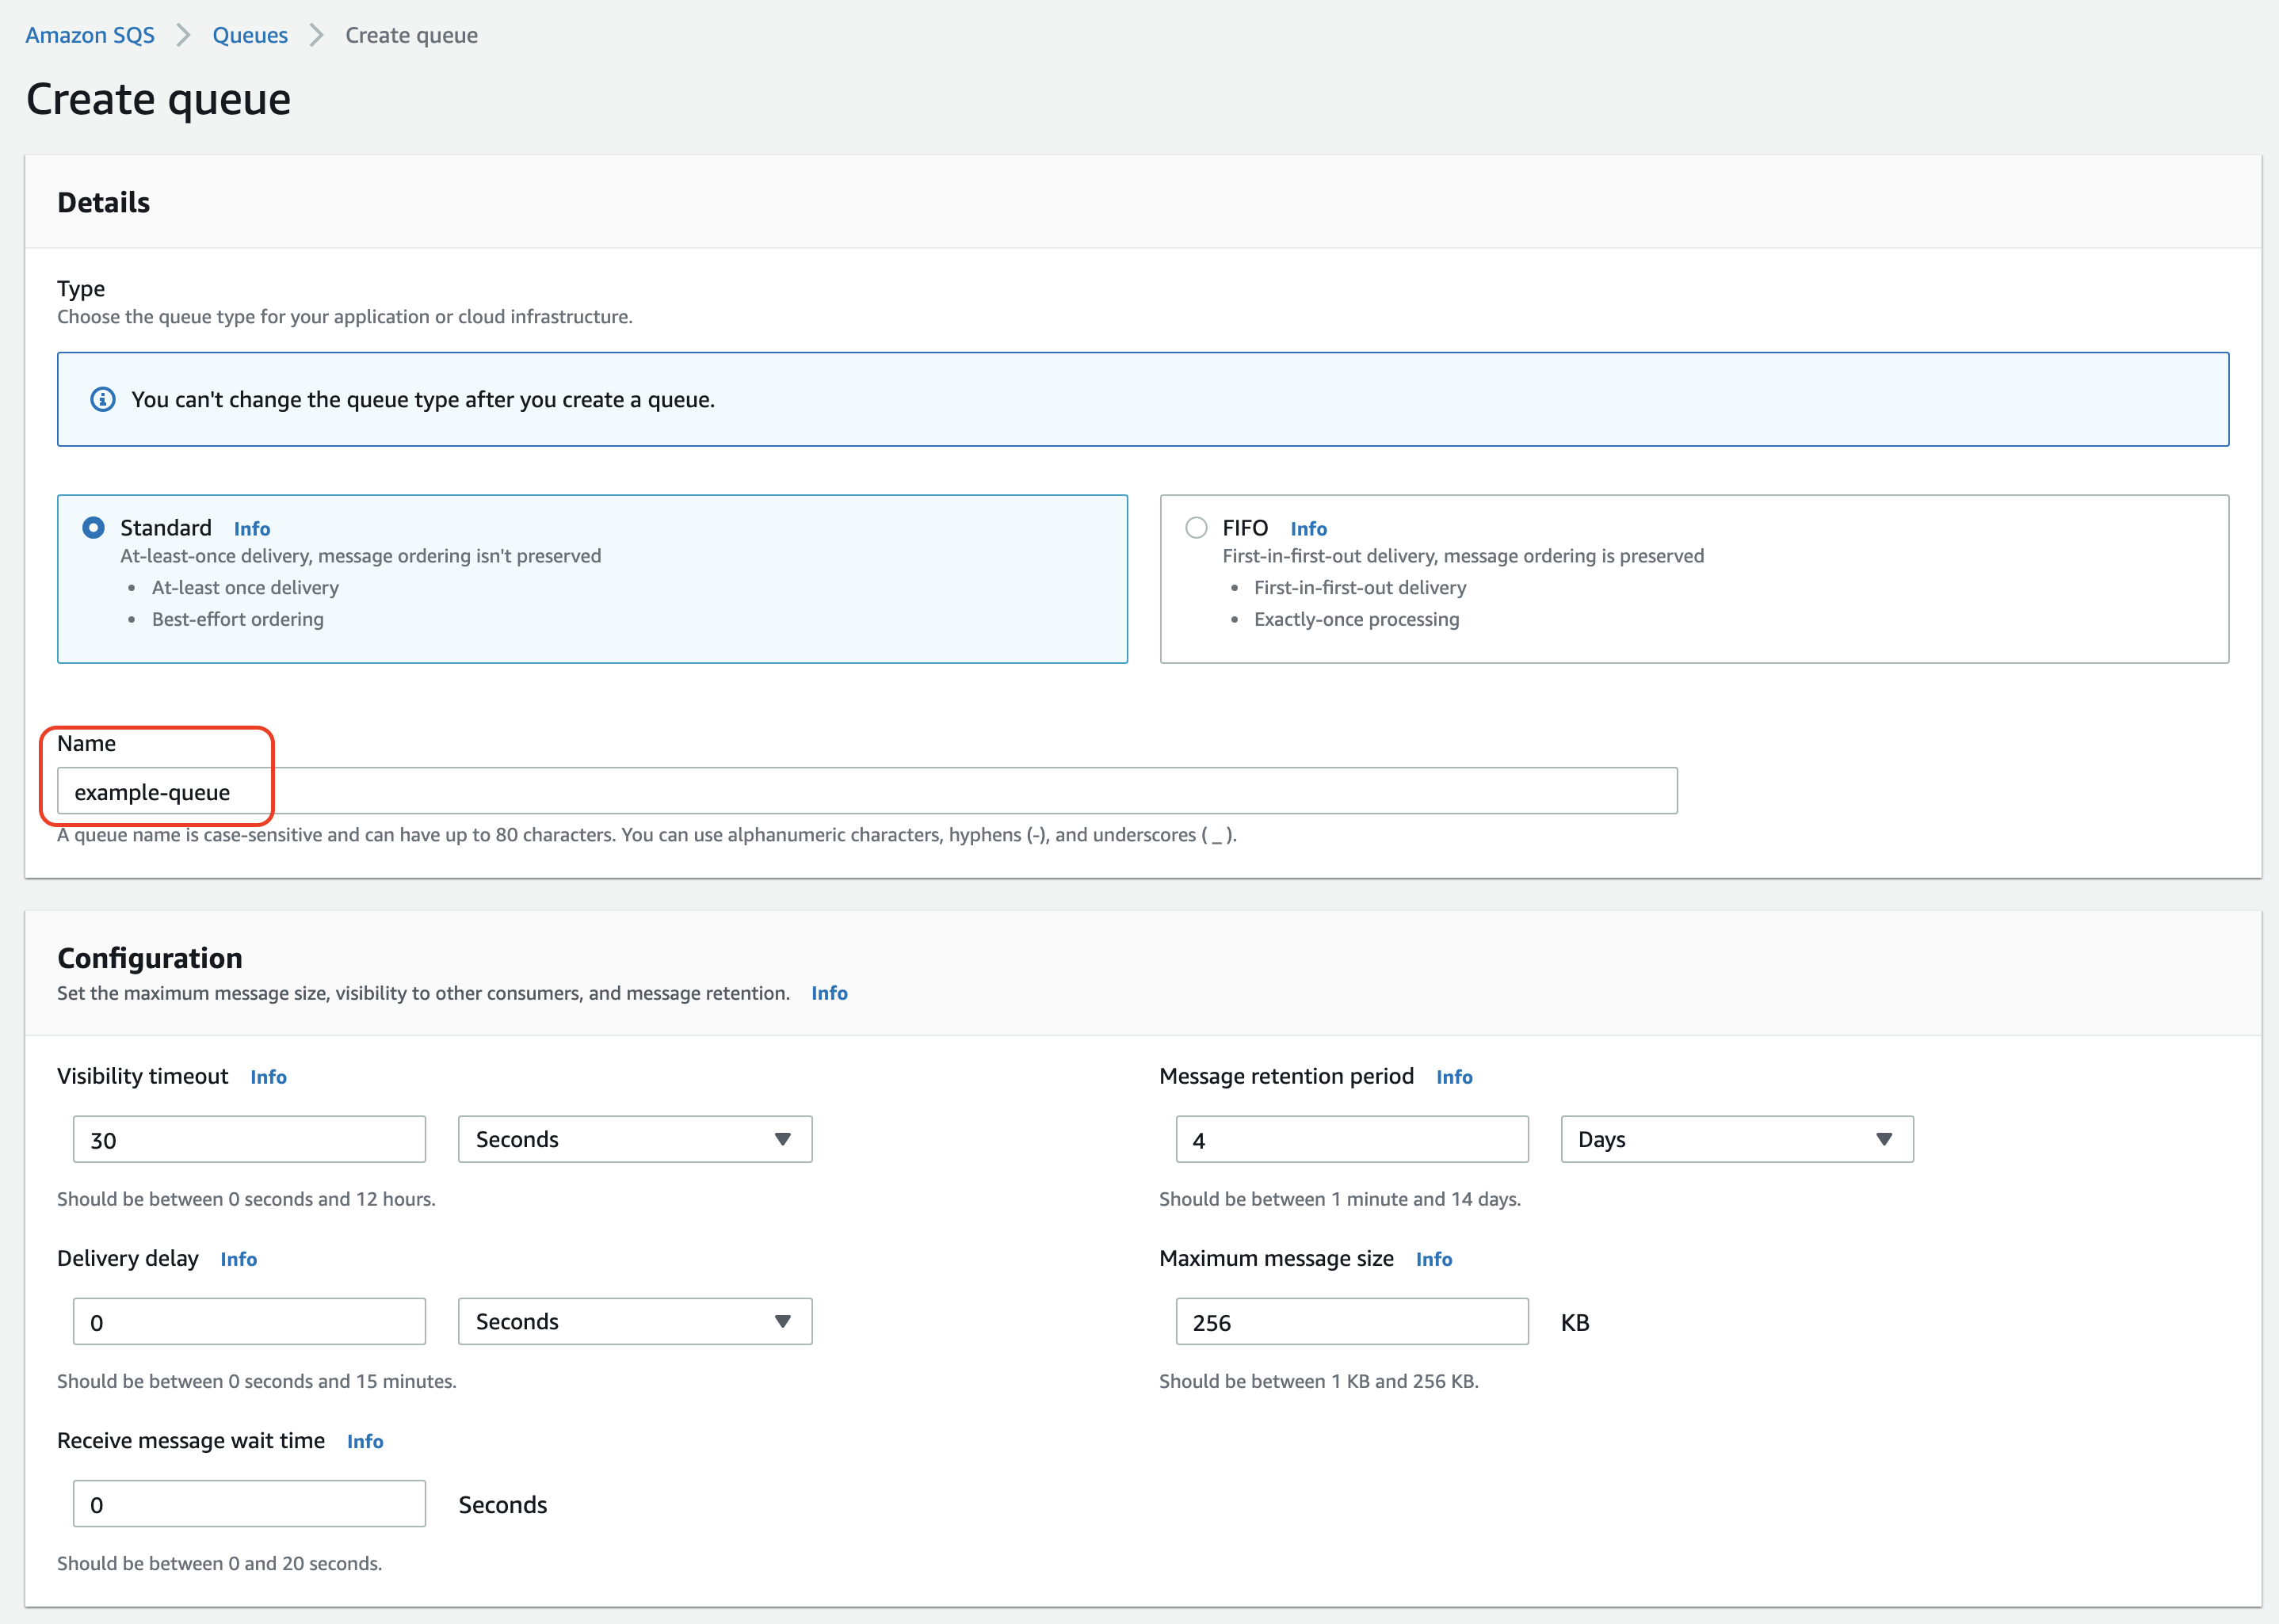 Amazon SQS > Queues > Create queue
Create queue
Details
Type
Choose the queue type for your application or cloud infrastructure.
You can't change the queue type after you create a queue.
Standard Info
At-least-once delivery, message ordering isn't preserved
• At-least once delivery
• Best-effort ordering
FIFO Info
First-in-first-out delivery, message ordering is preserved
• First-in-first-out delivery
• Exactly-once processing
Name
example-queue
A queue name is case-sensitive and can have up to 80 characters. You can use alphanumeric characters, hyphens (-), and underscores ( _ ).
Configuration
Set the maximum message size, visibility to other consumers, and message retention. Info
Visibility timeout Info
30 Seconds
Should be between 0 seconds and 12 hours.
Message retention period Info
4 Days
Should be between 1 minute and 14 days.
Delivery delay Info
0 Seconds
Should be between 0 seconds and 15 minutes.
Maximum message size Info
256 KB
Should be between 1 KB and 256 KB.
Receive message wait time Info
0 Seconds
Should be between 0 and 20 seconds.